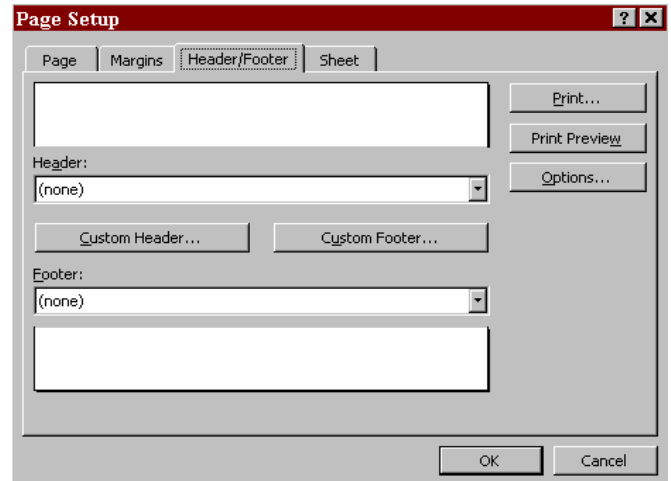 Page Setup
Page Margins Header/Footer Sheet
Print...
Print Preview
Options...
Header:
(none)
Custom Header... Custom Footer...
Footer:
(none)
OK Cancel